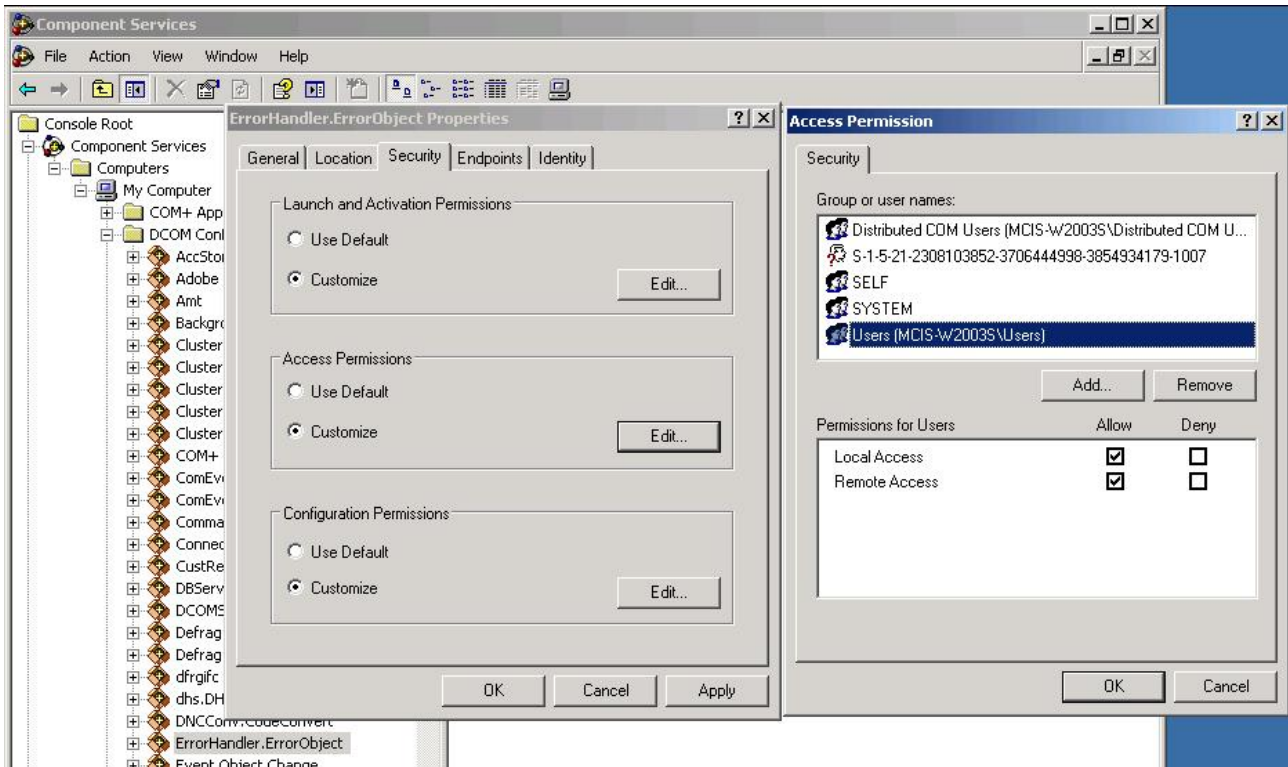 Component Services
File Action View Window Help
Console Root
Component Services
Computers
My Computer
COM+ App
DCOM Conf
AccStor
Adobe
Amt
Backgro
Cluster
Cluster
Cluster
Cluster
Cluster
COM+
ComEve
ComEve
Comma
Connec
CustRe
DBServ
DCOMS
Defrag
Defrag
dfrgifc
dhs.DH
DNCConv.CodeConvert
ErrorHandler.ErrorObject
Event Object Change
ErrorHandler.ErrorObject Properties
General Location Security Endpoints Identity
Launch and Activation Permissions
Use Default
Customize
Edit...
Access Permissions
Use Default
Customize
Edit...
Configuration Permissions
Use Default
Customize
Edit...
OK Cancel Apply
Access Permission
Security
Group or user names:
Distributed COM Users (MCIS-W2003S\Distributed COM U...
S-1-5-21-2308103852-3706444998-3854934179-1007
SELF
SYSTEM
Users (MCIS-W2003S\Users)
Add... Remove
Permissions for Users Allow Deny
Local Access
Remote Access
OK Cancel